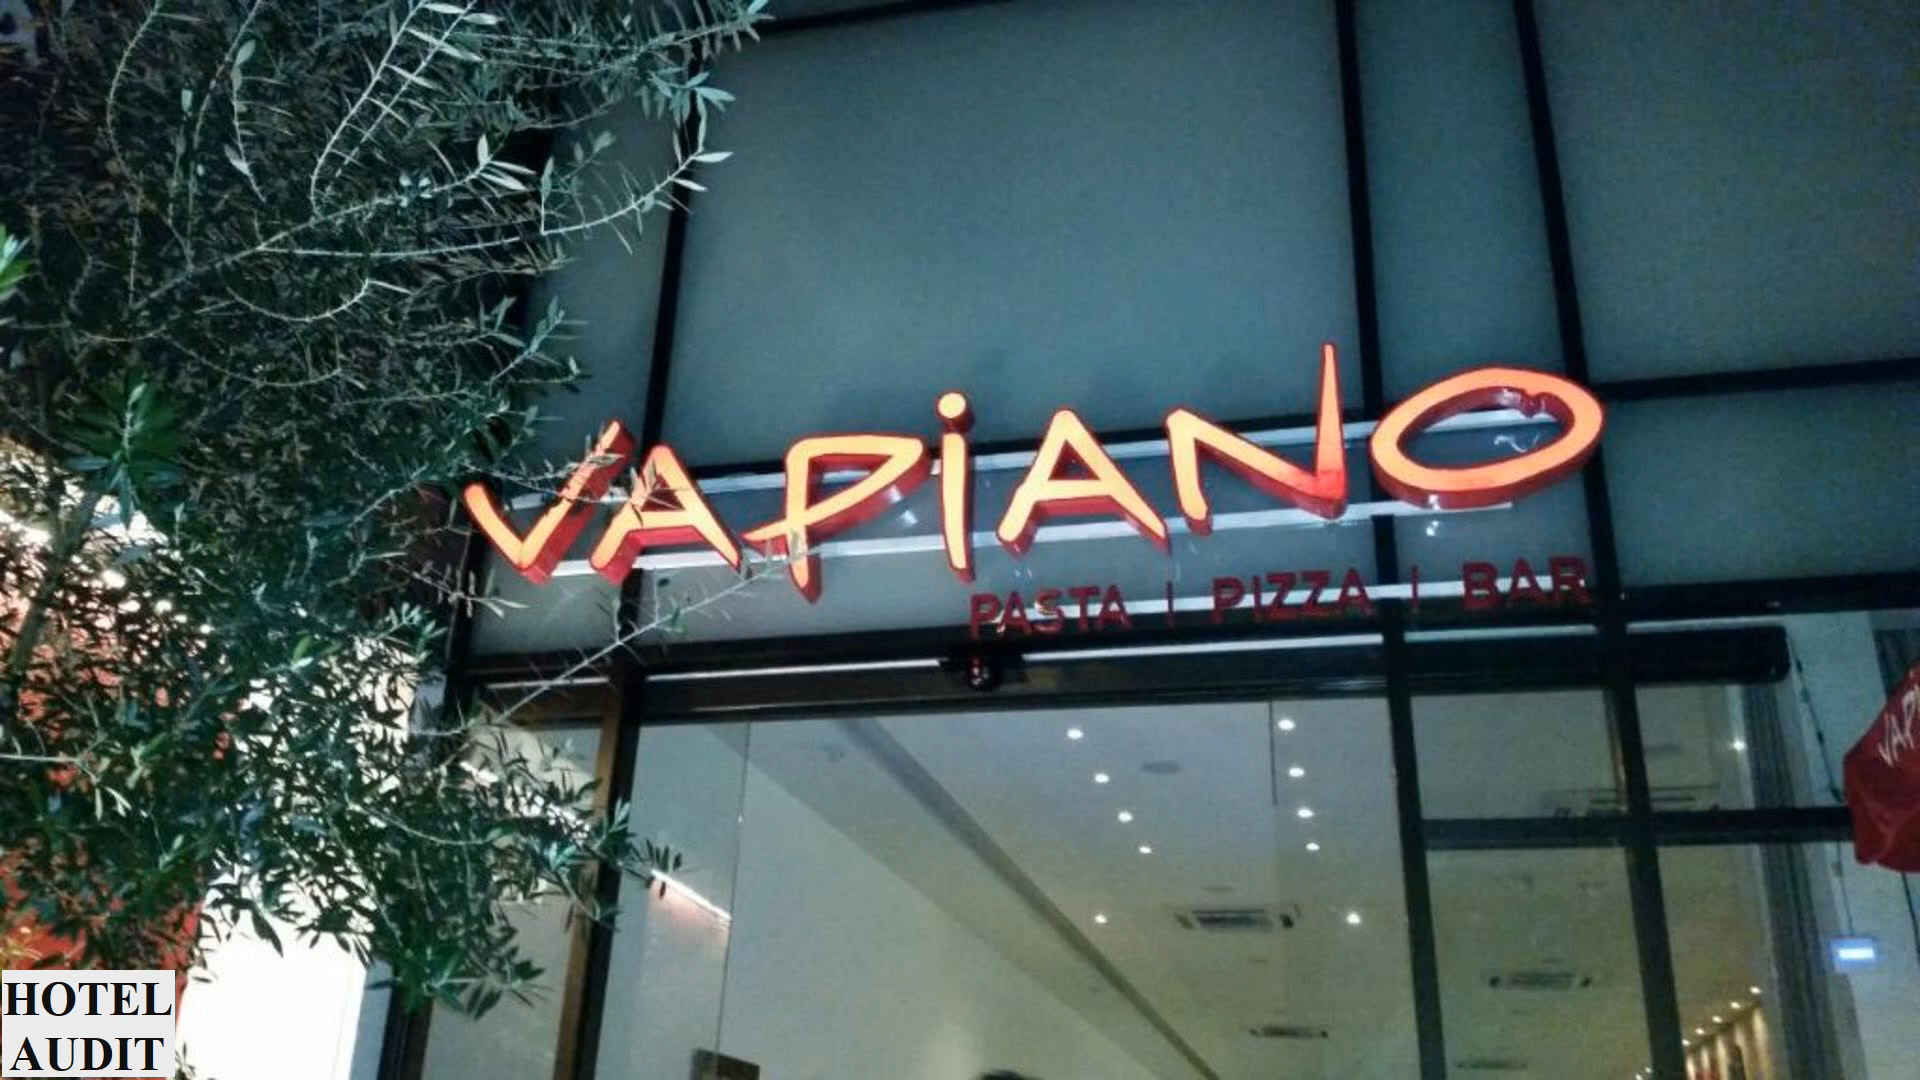 VAPIANO
PASTA | PIZZA | BAR
HOTEL
AUDIT